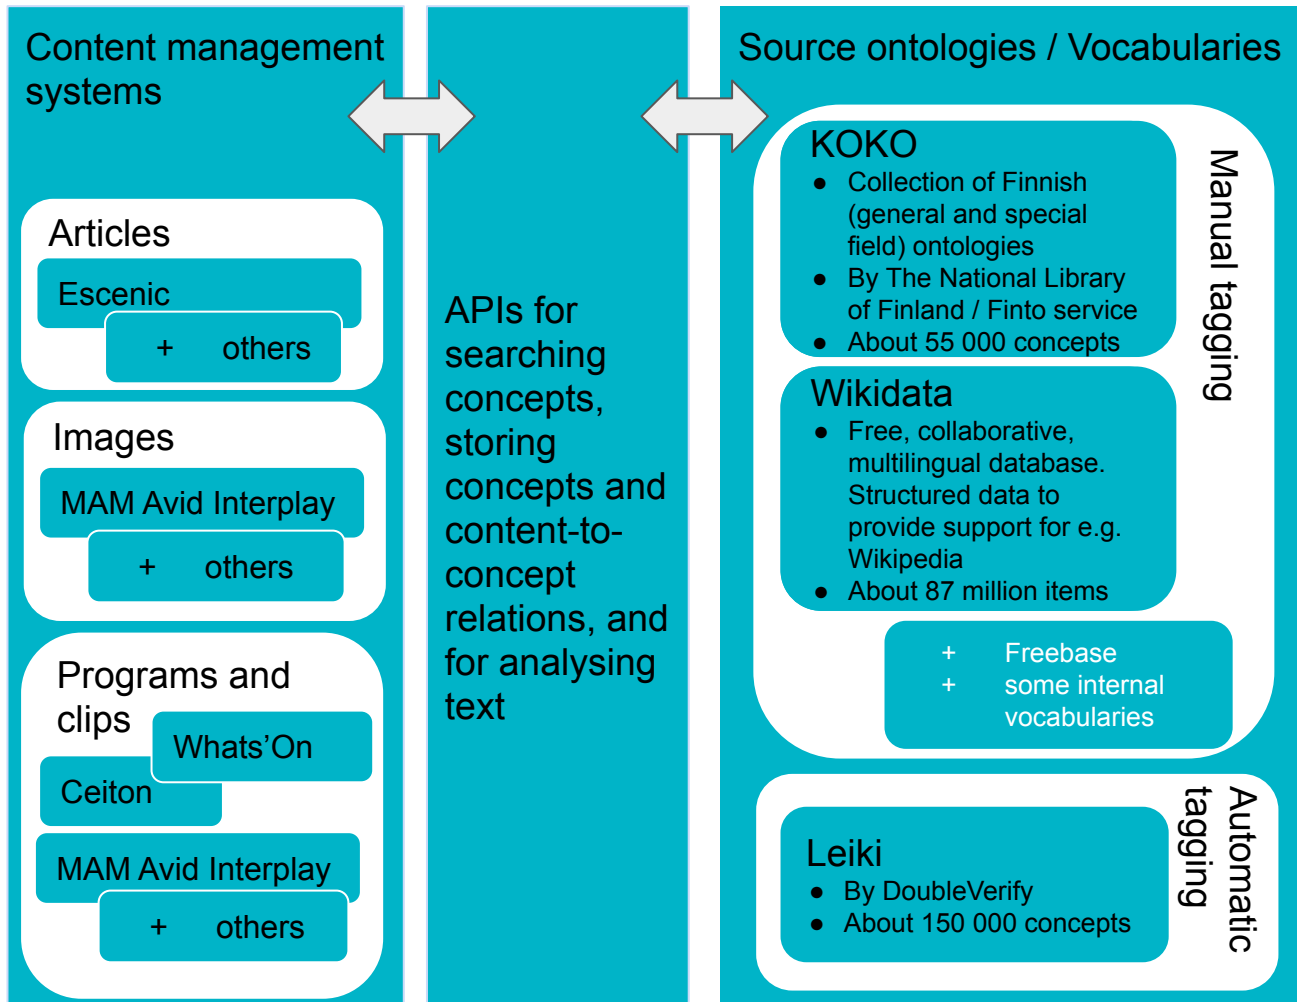 Content management
systems
Articles
Escenic
+ others
Images
MAM Avid Interplay
+ others
Programs and
clips
Whats’On
Ceiton
MAM Avid Interplay
+ others
APIs for
searching
concepts,
storing
concepts and
content-to-
concept
relations, and
for analysing
text
Source ontologies / Vocabularies
KOKO
● Collection of Finnish
(general and special
field) ontologies
● By The National Library
of Finland / Finto service
● About 55 000 concepts
Wikidata
● Free, collaborative,
multilingual database.
Structured data to
provide support for e.g.
Wikipedia
● About 87 million items
+ Freebase
+ some internal
vocabularies
Manual tagging
Leiki
● By DoubleVerify
● About 150 000 concepts
Automatic
tagging